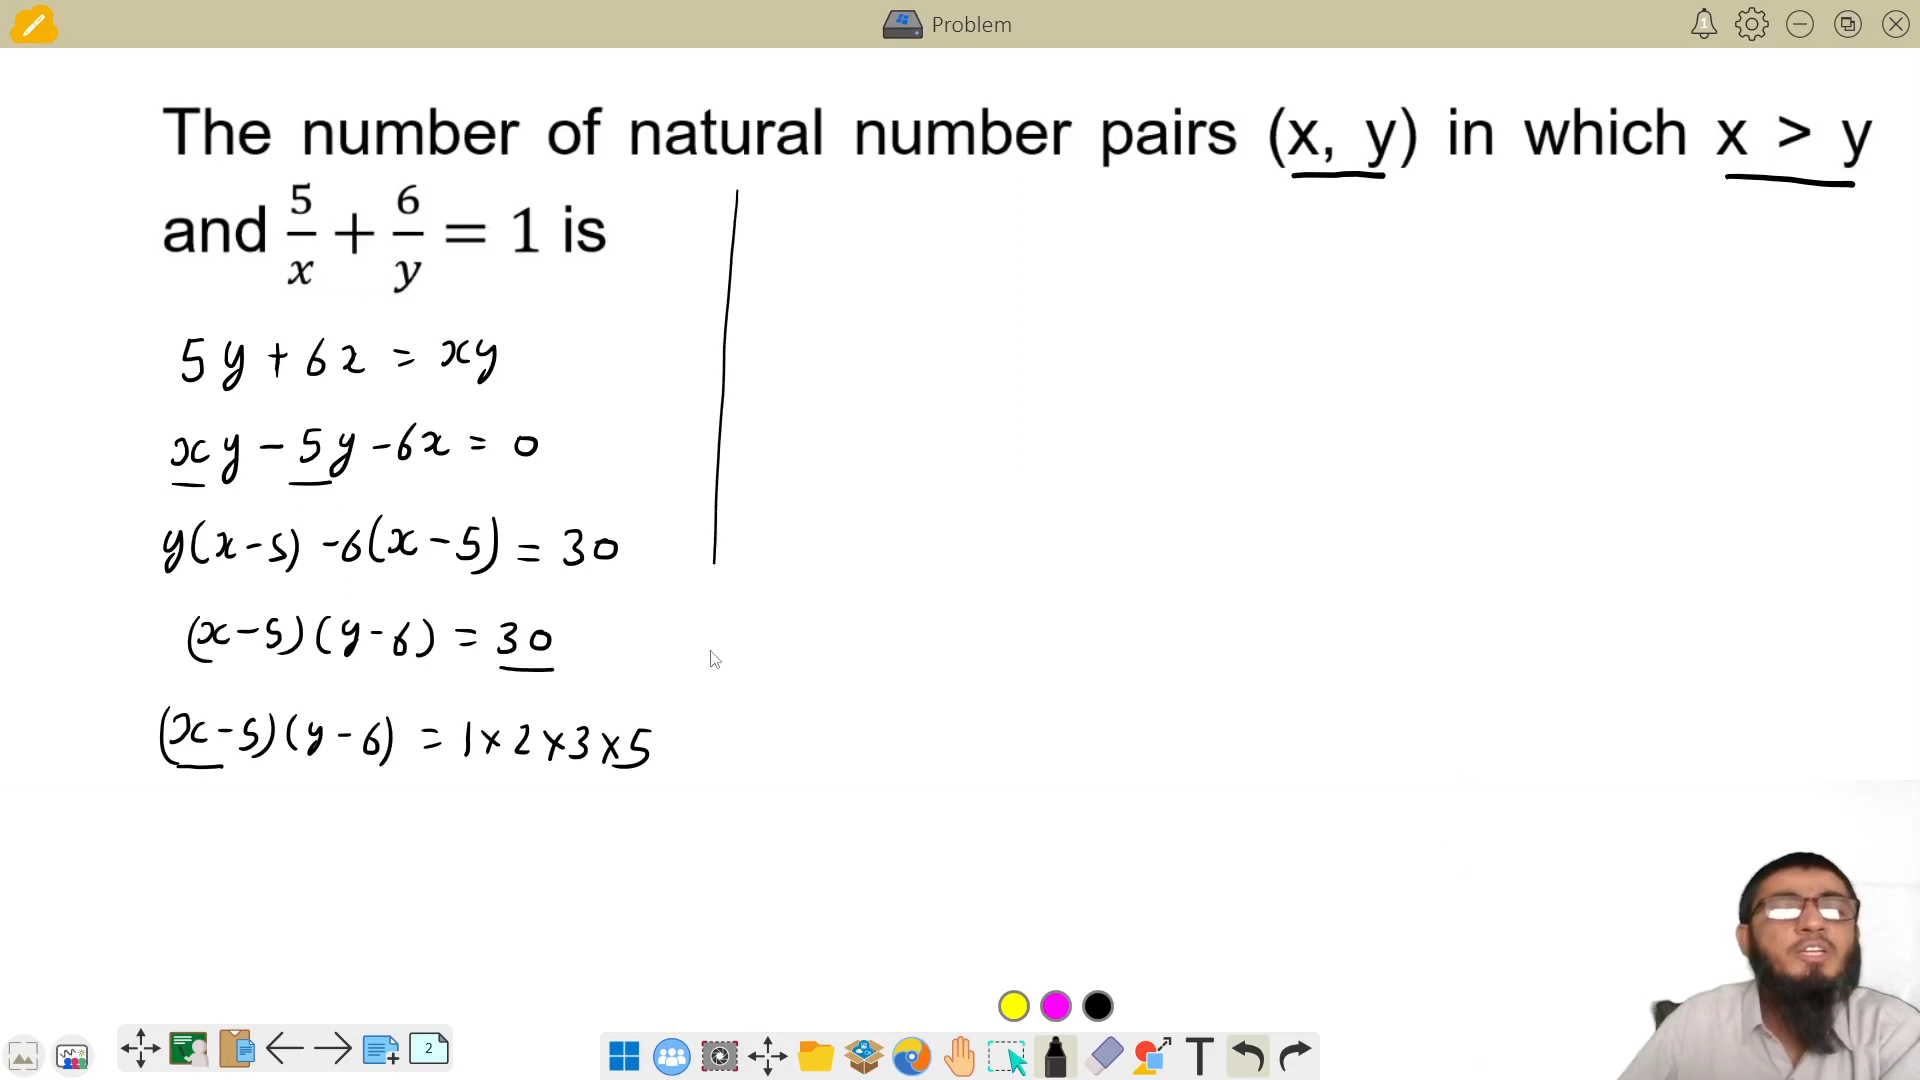 Problem
1
The number of natural number pairs (x, y) in which x > y
and 5/x + 6/y = 1 is
5y + 6x = xy
xy - 5y - 6x = 0
y(x-5) -6(x-5) = 30
(x-5)(y-6) = 30
(x-5)(y-6) = 1×2×3×5
2
T